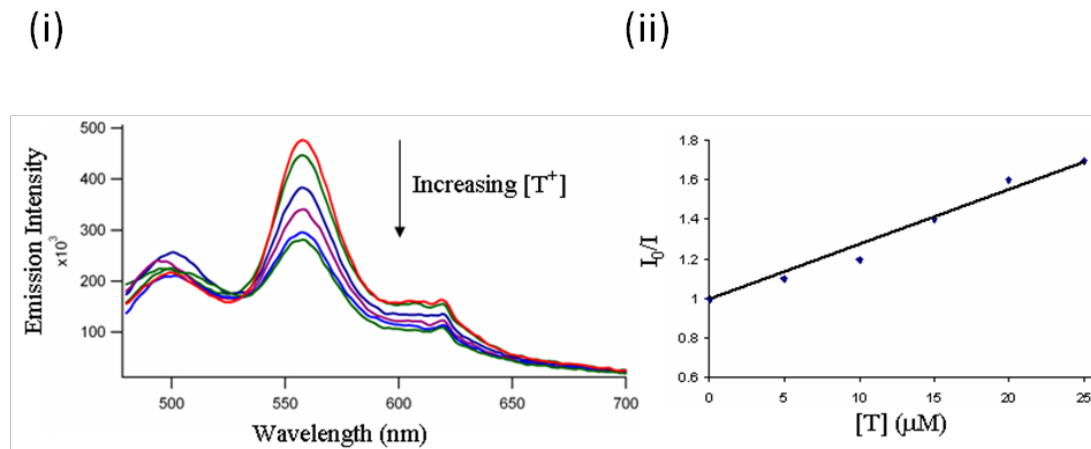 (i)
(ii)
Emission Intensity
x10³
500
400
300
200
100
Increasing [T⁺]
500
550
600
650
700
Wavelength (nm)
I₀/I
1.8
1.6
1.4
1.2
1
0.8
0.6
0
5
10
15
20
25
[T] (µM)